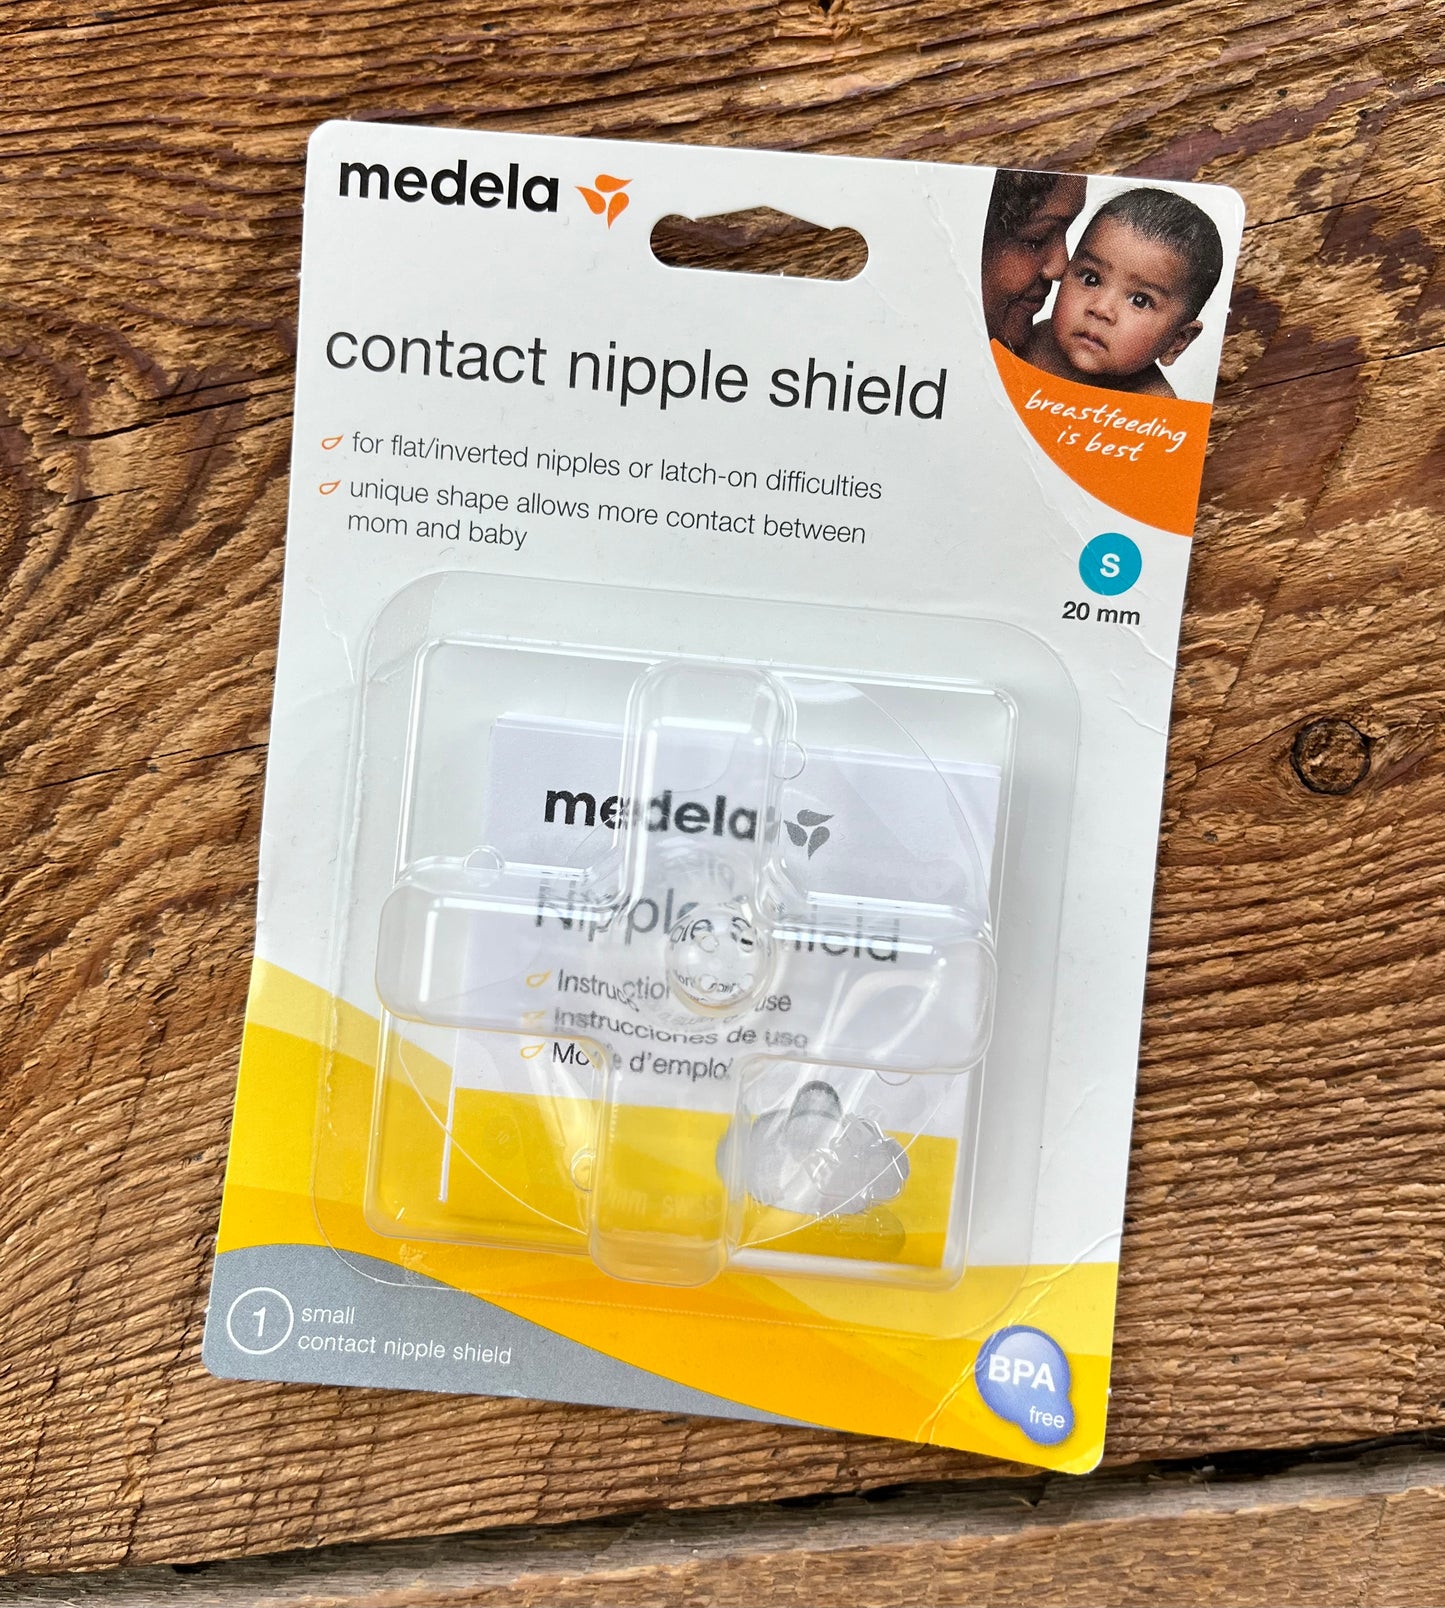 medela
contact nipple shield
for flat/inverted nipples or latch-on difficulties
unique shape allows more contact between
mom and baby
breastfeeding
is best
S
20 mm
medela
Nipple Shield
Instructions use
Instrucciones de uso
Mode d'emploi
1
small
contact nipple shield
BPA
free